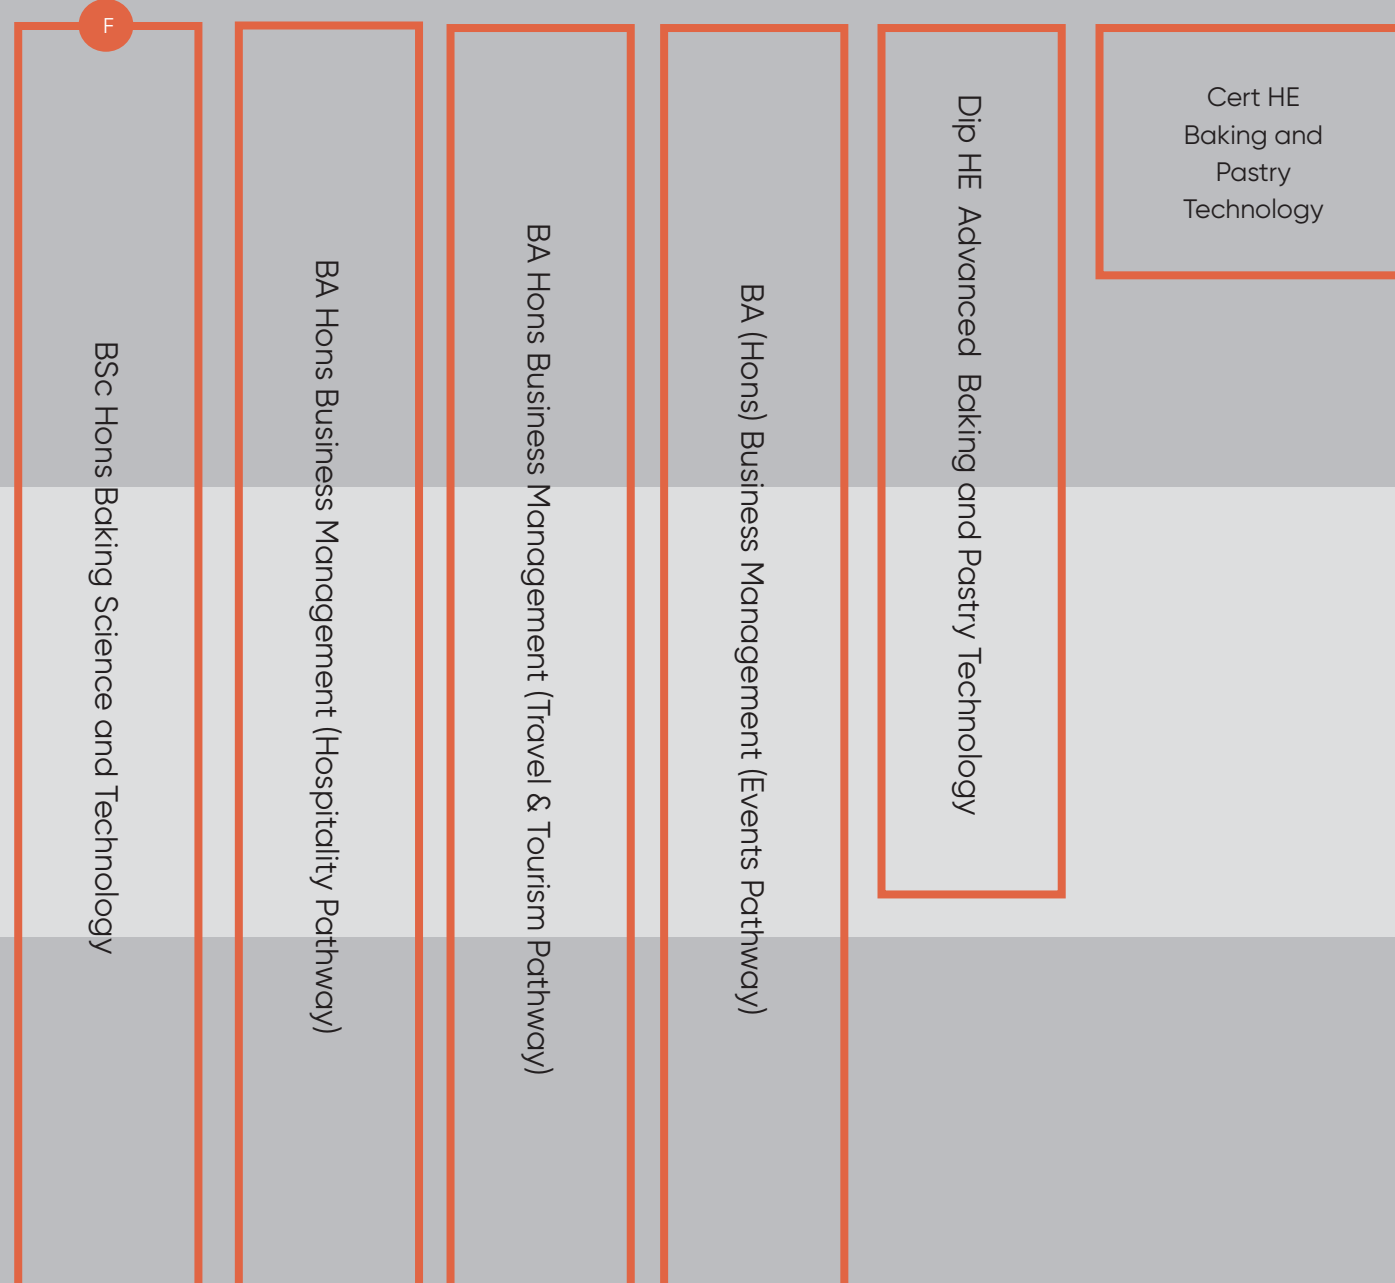 F
BSc Hons Baking Science and Technology
BA Hons Business Management (Hospitality Pathway)
BA Hons Business Management (Travel & Tourism Pathway)
BA (Hons) Business Management (Events Pathway)
Dip HE Advanced Baking and Pastry Technology
Cert HE
Baking and
Pastry
Technology